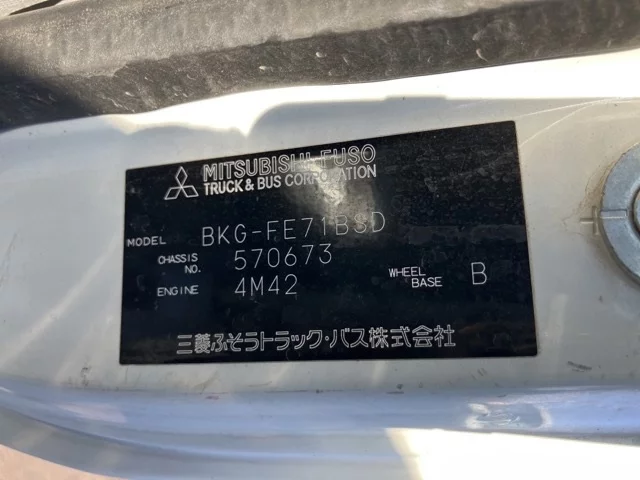 MITSUBISHI FUSO
TRUCK & BUS CORPORATION
MODEL BKG-FE71BSD
CHASSIS NO. 570673
ENGINE 4M42 WHEEL BASE B
三菱ふそうトラック・バス株式会社